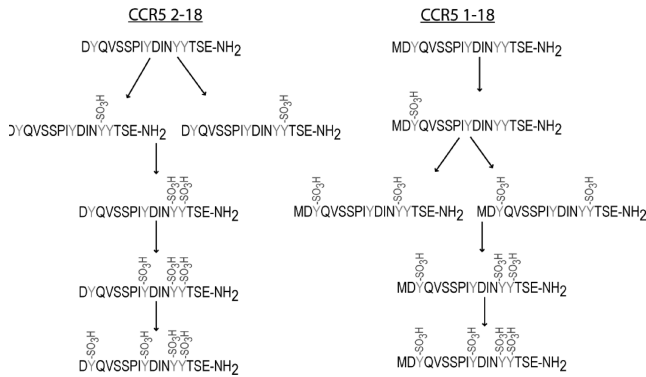 CCR5 2-18
DYQVSSPIYDINYYTSE-NH2
-SO3H -SO3H
DYQVSSPIYDINYYTSE-NH2 DYQVSSPIYDINYYTSE-NH2
-SO3H -SO3H
DYQVSSPIYDINYYTSE-NH2
-SO3H -SO3H -SO3H
DYQVSSPIYDINYYTSE-NH2
-SO3H -SO3H -SO3H -SO3H
DYQVSSPIYDINYYTSE-NH2
CCR5 1-18
MDYQVSSPIYDINYYTSE-NH2
-SO3H
MDYQVSSPIYDINYYTSE-NH2
-SO3H -SO3H -SO3H -SO3H
MDYQVSSPIYDINYYTSE-NH2 MDYQVSSPIYDINYYTSE-NH2
-SO3H -SO3H -SO3H
MDYQVSSPIYDINYYTSE-NH2
-SO3H -SO3H -SO3H -SO3H
MDYQVSSPIYDINYYTSE-NH2